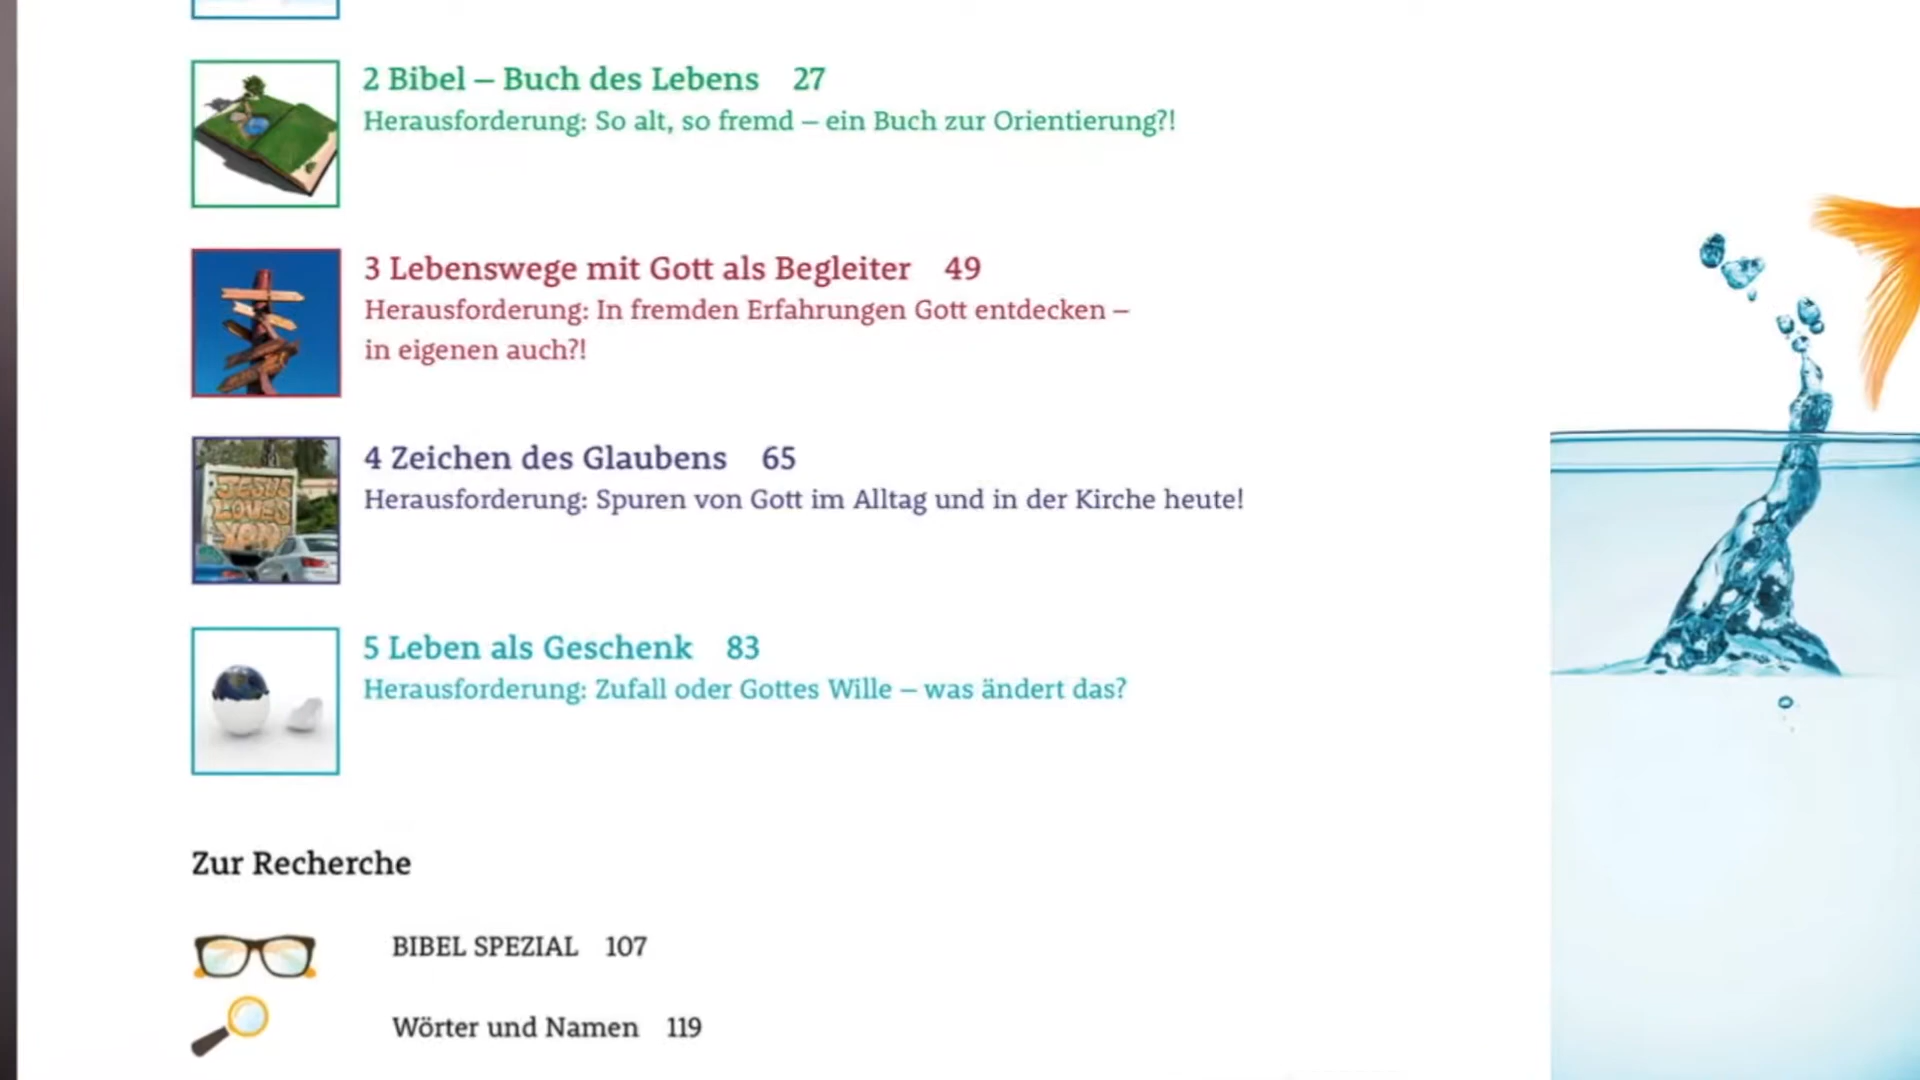 2 Bibel – Buch des Lebens 27
Herausforderung: So alt, so fremd – ein Buch zur Orientierung?!
3 Lebenswege mit Gott als Begleiter 49
Herausforderung: In fremden Erfahrungen Gott entdecken –
in eigenen auch?!
4 Zeichen des Glaubens 65
Herausforderung: Spuren von Gott im Alltag und in der Kirche heute!
JESUS
LOVES
YOU!
5 Leben als Geschenk 83
Herausforderung: Zufall oder Gottes Wille – was ändert das?
Zur Recherche
BIBEL SPEZIAL 107
Wörter und Namen 119